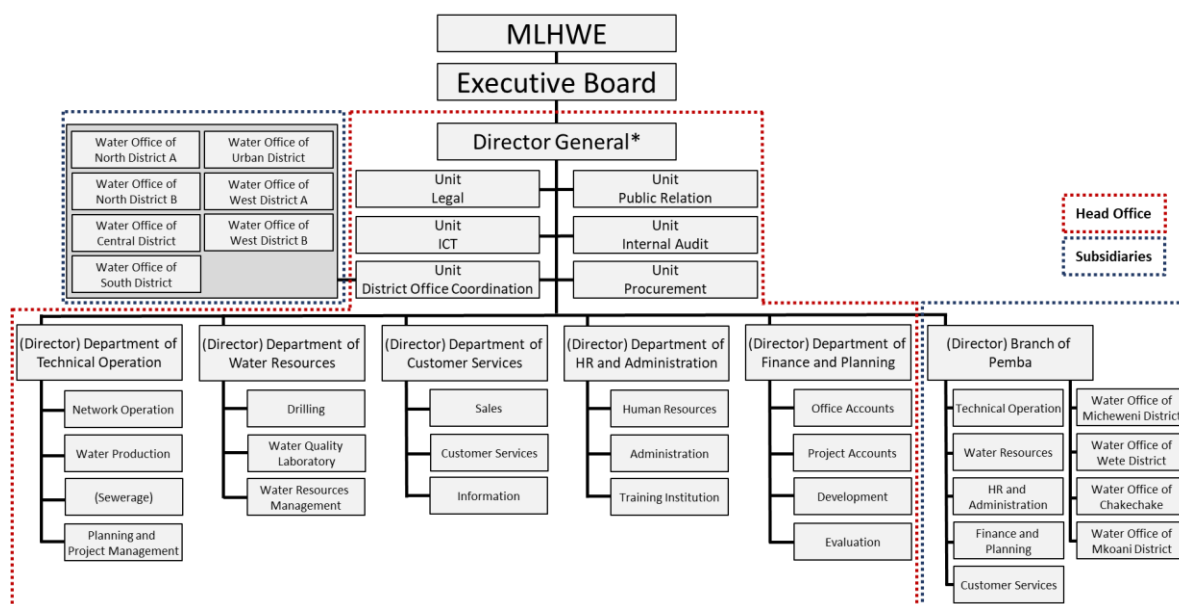 MLHWE
Executive Board
Director General*
Water Office of
North District A
Water Office of
Urban District
Water Office of
North District B
Water Office of
West District A
Water Office of
Central District
Water Office of
West District B
Water Office of
South District
Unit
Legal
Unit
Public Relation
Unit
ICT
Unit
Internal Audit
Unit
District Office Coordination
Unit
Procurement
Head Office
Subsidiaries
(Director) Department of
Technical Operation
Network Operation
Water Production
(Sewerage)
Planning and
Project Management
(Director) Department of
Water Resources
Drilling
Water Quality
Laboratory
Water Resources
Management
(Director) Department of
Customer Services
Sales
Customer Services
Information
(Director) Department of
HR and Administration
Human Resources
Administration
Training Institution
(Director) Department of
Finance and Planning
Office Accounts
Project Accounts
Development
Evaluation
(Director) Branch of
Pemba
Technical Operation
Water Resources
HR and
Administration
Finance and
Planning
Customer Services
Water Office of
Micheweni District
Water Office of
Wete District
Water Office of
Chakechake
Water Office of
Mkoani District